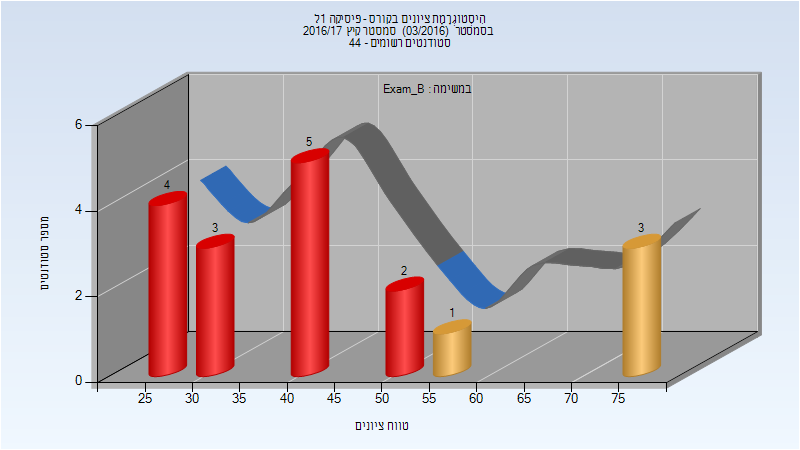 היסטוגרמת ציונים בקורס - פיסיקה 1ל
בסמסטר (03/2016) סמסטר קיץ 2016/17
סטודנטים רשומים - 44
במשימה : Exam_B
מספר סטודנטים
6
4
2
0
4
3
5
2
1
3
25 30 35 40 45 50 55 60 65 70 75
טווח ציונים